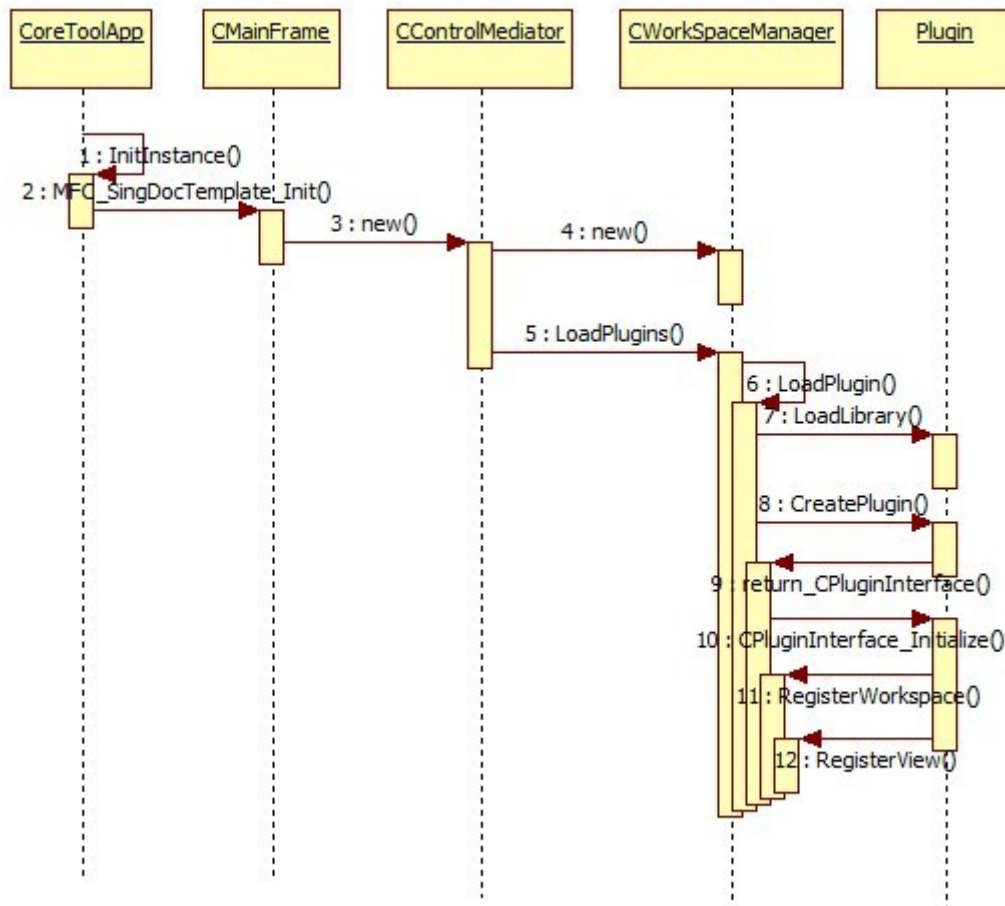 CoreToolApp
CMainFrame
CControlMediator
CWorkSpaceManager
Plugin
1 : InitInstance()
2 : MFC_SingDocTemplate_Init()
3 : new()
4 : new()
5 : LoadPlugins()
6 : LoadPlugin()
7 : LoadLibrary()
8 : CreatePlugin()
9 : return_CPluginInterface()
10 : CPluginInterface_Initialize()
11 : RegisterWorkspace()
12 : RegisterView()